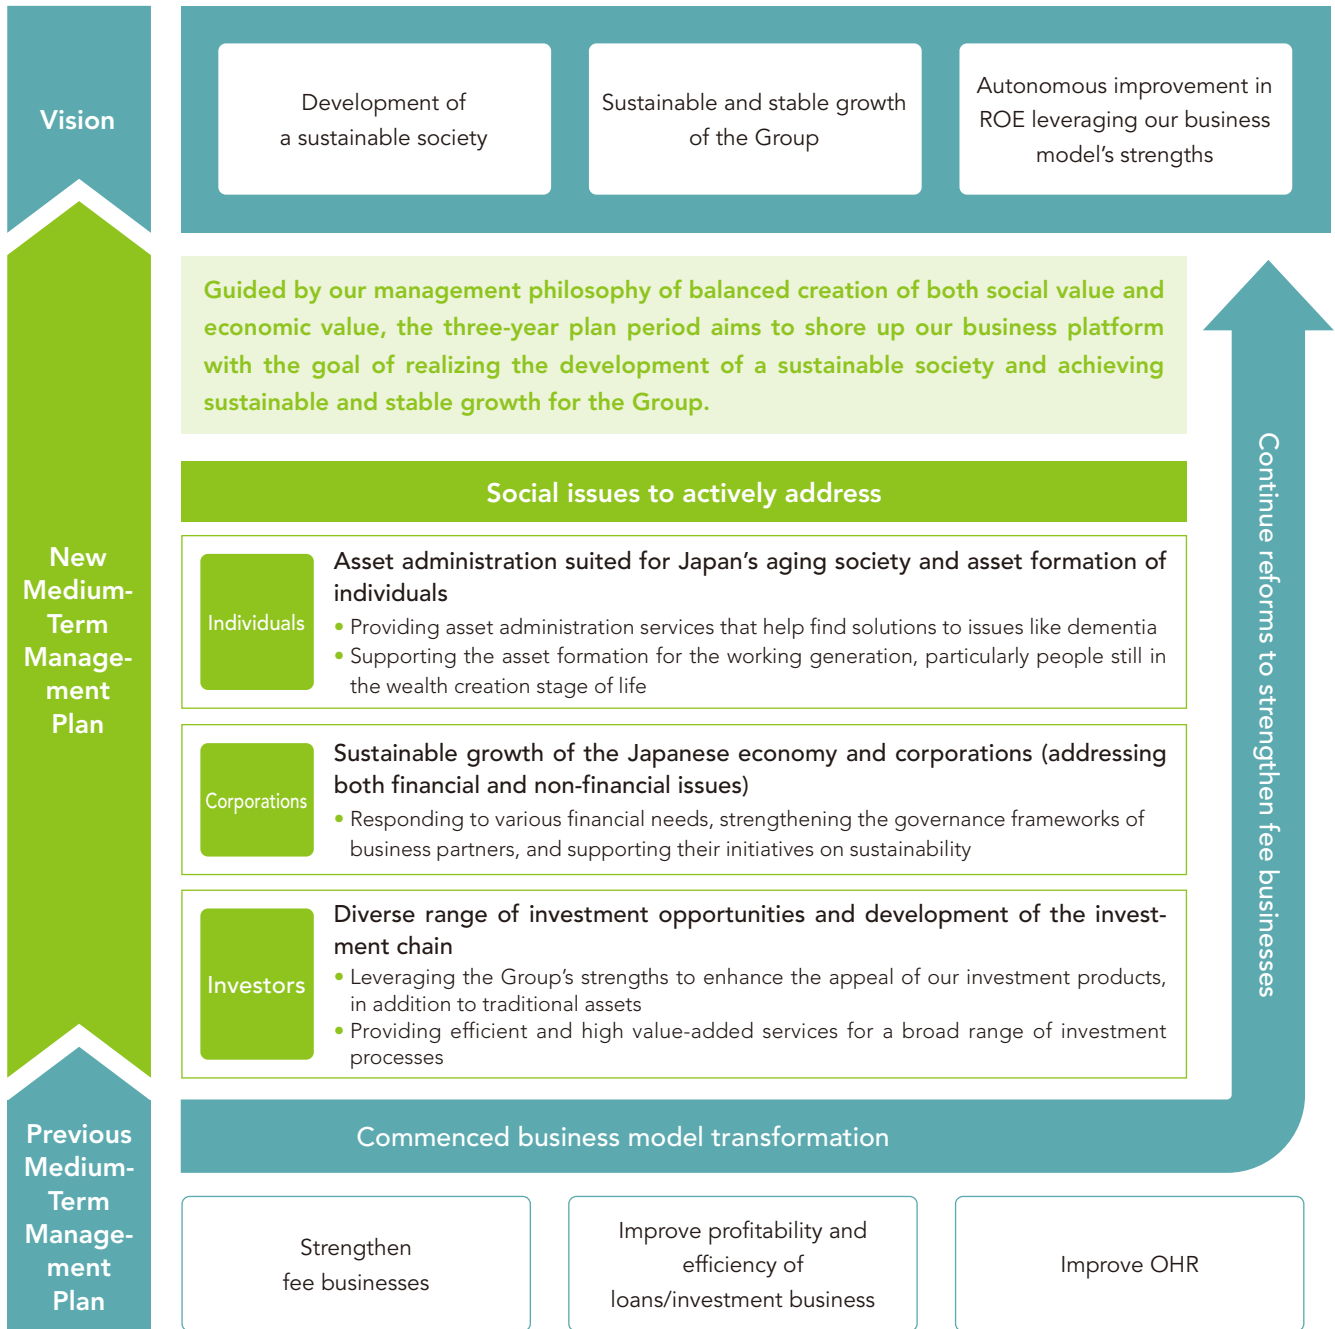 Vision
Development of
a sustainable society
Sustainable and stable growth
of the Group
Autonomous improvement in
ROE leveraging our business
model’s strengths
New
Medium-
Term
Manage-
ment
Plan
Guided by our management philosophy of balanced creation of both social value and
economic value, the three-year plan period aims to shore up our business platform
with the goal of realizing the development of a sustainable society and achieving
sustainable and stable growth for the Group.
Social issues to actively address
Individuals
Asset administration suited for Japan’s aging society and asset formation of
individuals
• Providing asset administration services that help find solutions to issues like dementia
• Supporting the asset formation for the working generation, particularly people still in
the wealth creation stage of life
Corporations
Sustainable growth of the Japanese economy and corporations (addressing
both financial and non-financial issues)
• Responding to various financial needs, strengthening the governance frameworks of
business partners, and supporting their initiatives on sustainability
Investors
Diverse range of investment opportunities and development of the invest-
ment chain
• Leveraging the Group’s strengths to enhance the appeal of our investment products,
in addition to traditional assets
• Providing efficient and high value-added services for a broad range of investment
processes
Continue reforms to strengthen fee businesses
Previous
Medium-
Term
Manage-
ment
Plan
Commenced business model transformation
Strengthen
fee businesses
Improve profitability and
efficiency of
loans/investment business
Improve OHR